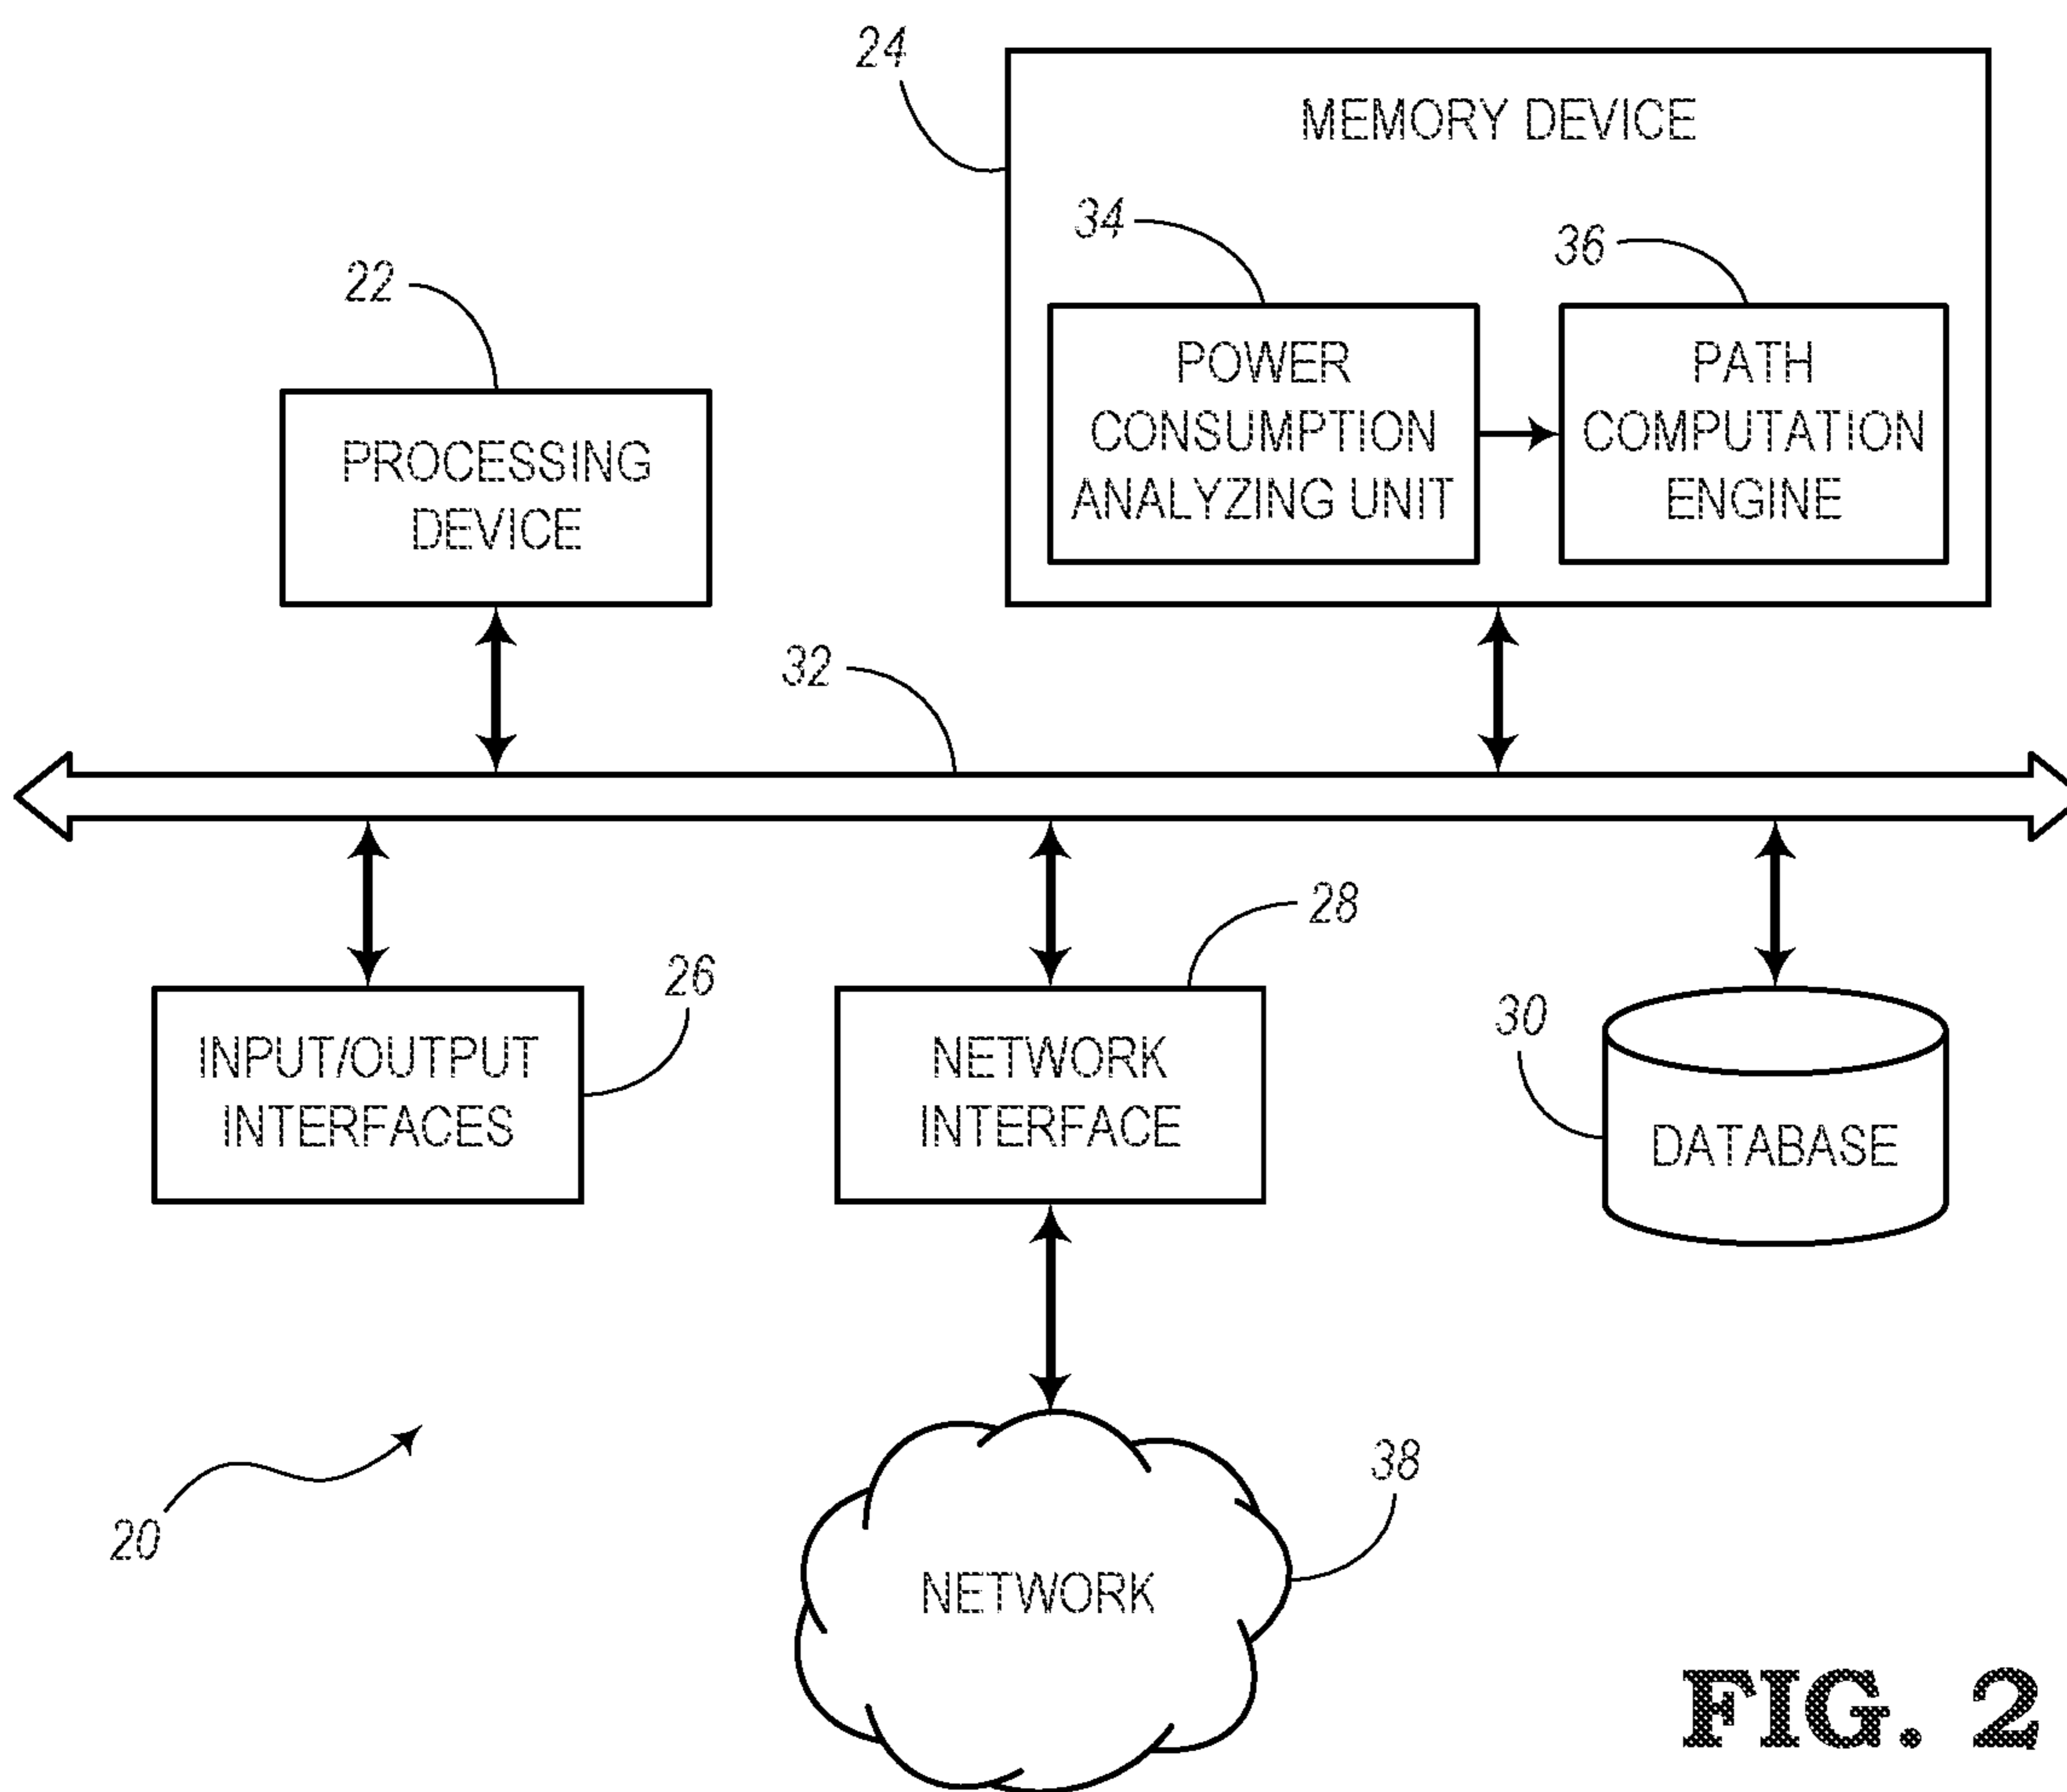 24
MEMORY DEVICE
34
36
22
POWER
CONSUMPTION
ANALYZING UNIT
PATH
COMPUTATION
ENGINE
PROCESSING
DEVICE
32
28
26
30
INPUT/OUTPUT
INTERFACES
NETWORK
INTERFACE
DATABASE
38
20
NETWORK
FIG. 2